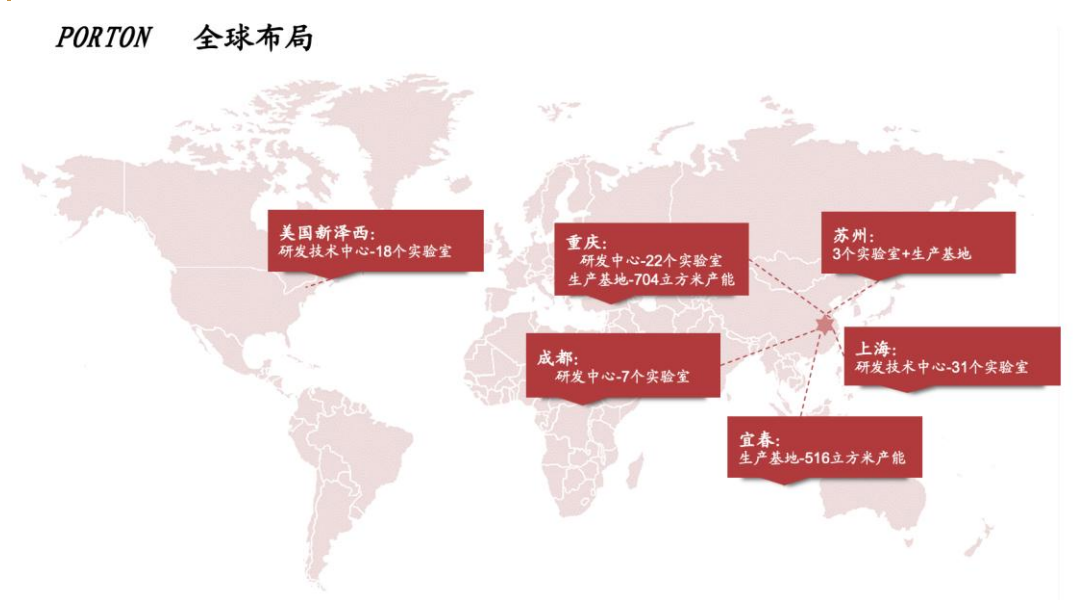 PORTON 全球布局
美国新泽西:
研发技术中心-18个实验室
重庆:
研发中心-22个实验室
生产基地-704立方米产能
苏州:
3个实验室+生产基地
成都:
研发中心-7个实验室
上海:
研发技术中心-31个实验室
宜春:
生产基地-516立方米产能